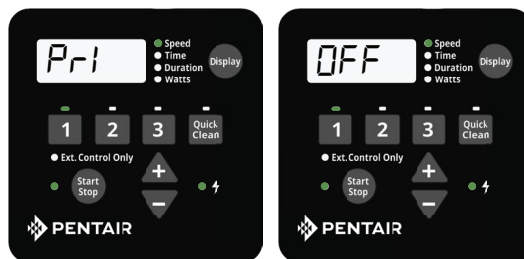 Pri
Speed
Time
Duration
Watts
Display
1 2 3 Quick Clean
Ext. Control Only
Start Stop
+
−
PENTAIR
OFF
Speed
Time
Duration
Watts
Display
1 2 3 Quick Clean
Ext. Control Only
Start Stop
+
−
PENTAIR